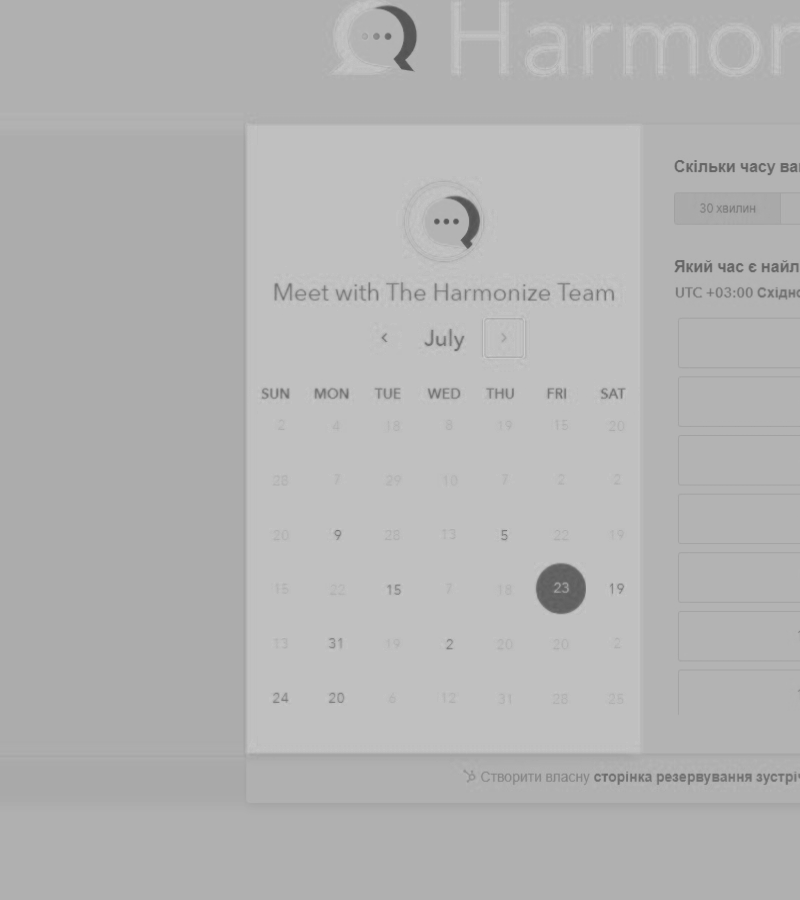 Harmon
Meet with The Harmonize Team
July
SUN MON TUE WED THU FRI SAT
2 4 18 8 19 15 20
28 7 29 10 7 2 2
20 9 28 13 5 22 19
15 22 15 7 18 23 19
13 31 19 2 20 20 2
24 20 6 12 31 28 25
Скільки часу ва
30 хвилин
Який час є найл
UTC +03:00 Східно
Створити власну сторінка резервування зустріч